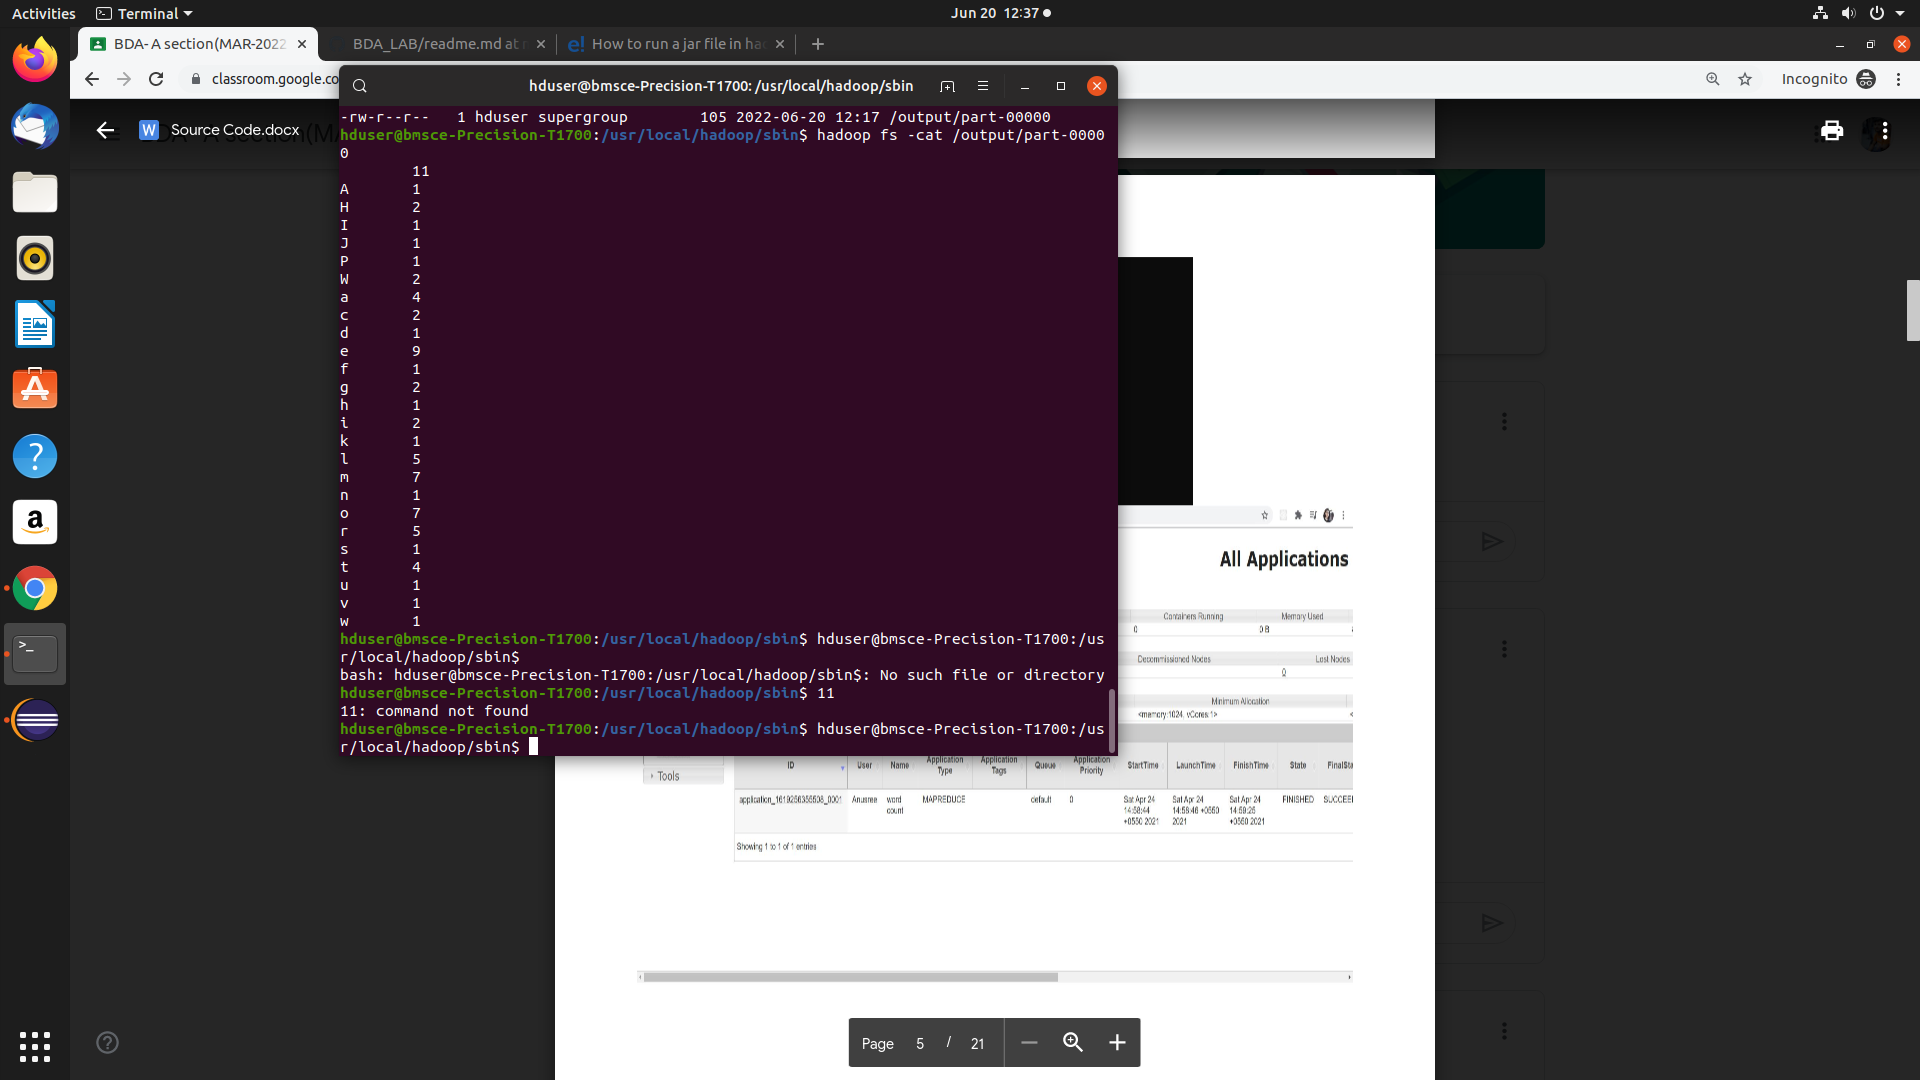 Activities
Terminal
Jun 20 12:37
BDA- A section(MAR-2022
BDA_LAB/readme.md at r
How to run a jar file in ha
classroom.google.co
Incognito
hduser@bmsce-Precision-T1700: /usr/local/hadoop/sbin
Source Code.docx
-rw-r--r--   1 hduser supergroup        105 2022-06-20 12:17 /output/part-00000
hduser@bmsce-Precision-T1700:/usr/local/hadoop/sbin$ hadoop fs -cat /output/part-0000
0
11
A 1
H 2
I 1
J 1
P 1
W 2
a 4
c 2
d 1
e 9
f 1
g 2
h 1
i 2
k 1
l 5
m 7
n 1
o 7
r 5
s 1
t 4
u 1
v 1
w 1
hduser@bmsce-Precision-T1700:/usr/local/hadoop/sbin$ hduser@bmsce-Precision-T1700:/us
r/local/hadoop/sbin$
bash: hduser@bmsce-Precision-T1700:/usr/local/hadoop/sbin$: No such file or directory
hduser@bmsce-Precision-T1700:/usr/local/hadoop/sbin$ 11
11: command not found
hduser@bmsce-Precision-T1700:/usr/local/hadoop/sbin$ hduser@bmsce-Precision-T1700:/us
r/local/hadoop/sbin$
All Applications
Containers Running Memory Used
0 0 B
Decommissioned Nodes Lost Nodes
0
Minimum Allocation
<memory:1024, vCores:1>
Tools
ID User Name Application Type Application Tags Queue Application Priority StartTime LaunchTime FinishTime State FinalSta
application_1619256355508_0001 Anusree word count MAPREDUCE default 0 Sat Apr 24 14:58:44 +0550 2021 Sat Apr 24 14:58:46 +0550 2021 Sat Apr 24 14:59:25 +0550 2021 FINISHED SUCCEE
Showing 1 to 1 of 1 entries
Page 5 / 21